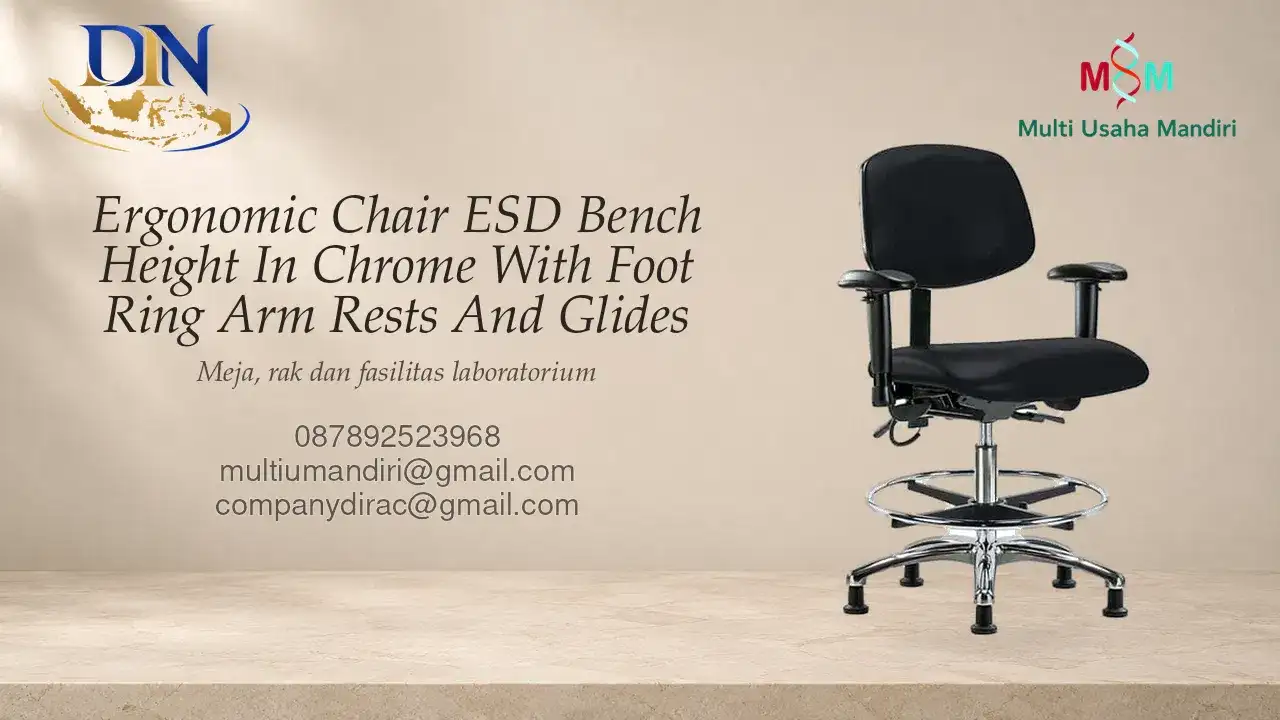 DN
M M
Multi Usaha Mandiri
Ergonomic Chair ESD Bench
Height In Chrome With Foot
Ring Arm Rests And Glides
Meja, rak dan fasilitas laboratorium
087892523968
multiumandiri@gmail.com
companydirac@gmail.com